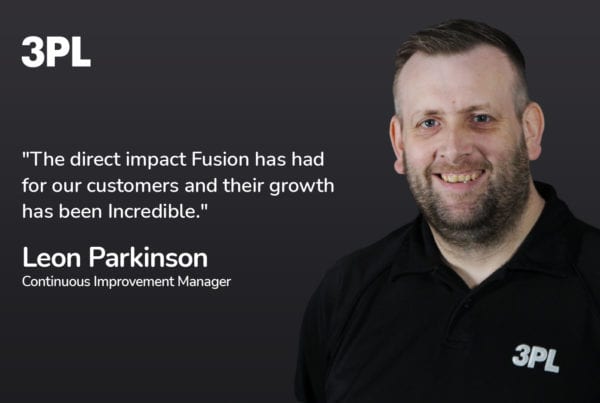 3PL
"The direct impact Fusion has had
for our customers and their growth
has been Incredible."
Leon Parkinson
Continuous Improvement Manager
3PL